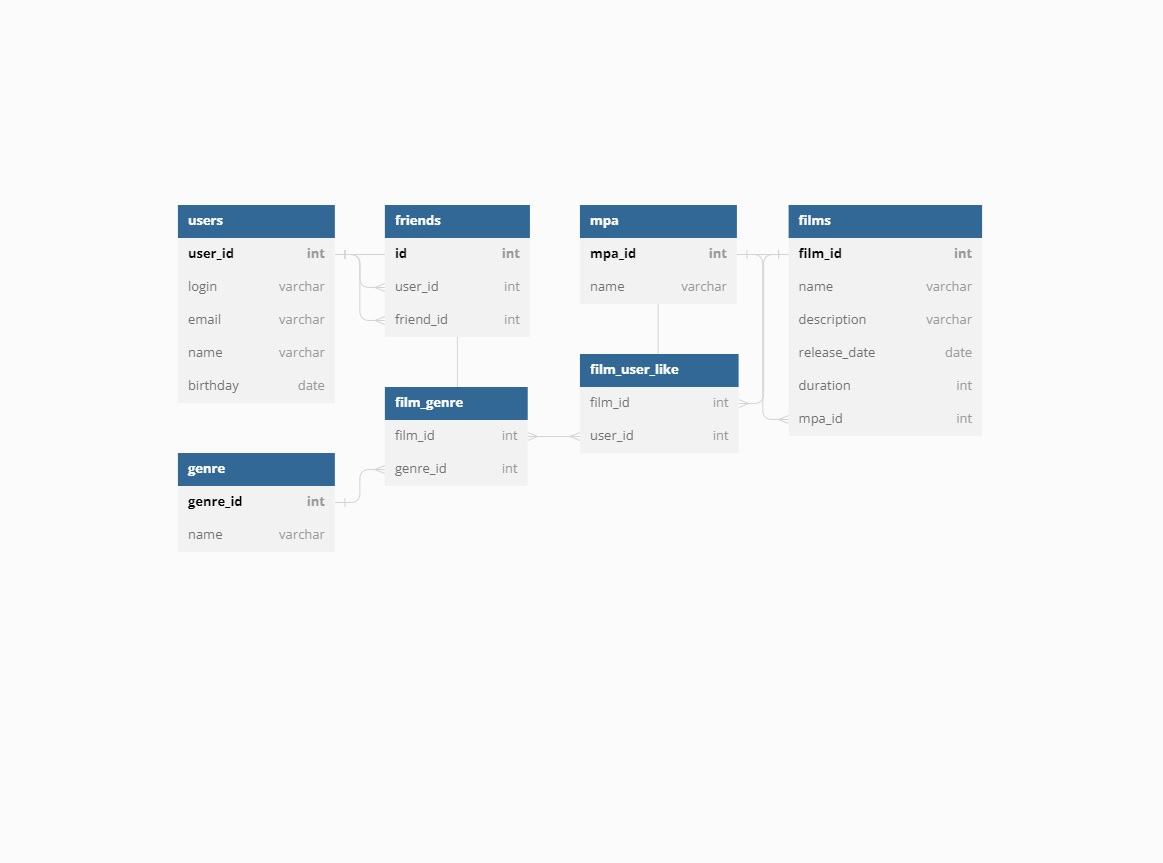 users
user_id int
login varchar
email varchar
name varchar
birthday date
friends
id int
user_id int
friend_id int
mpa
mpa_id int
name varchar
films
film_id int
name varchar
description varchar
release_date date
duration int
mpa_id int
film_user_like
film_id int
user_id int
film_genre
film_id int
genre_id int
genre
genre_id int
name varchar